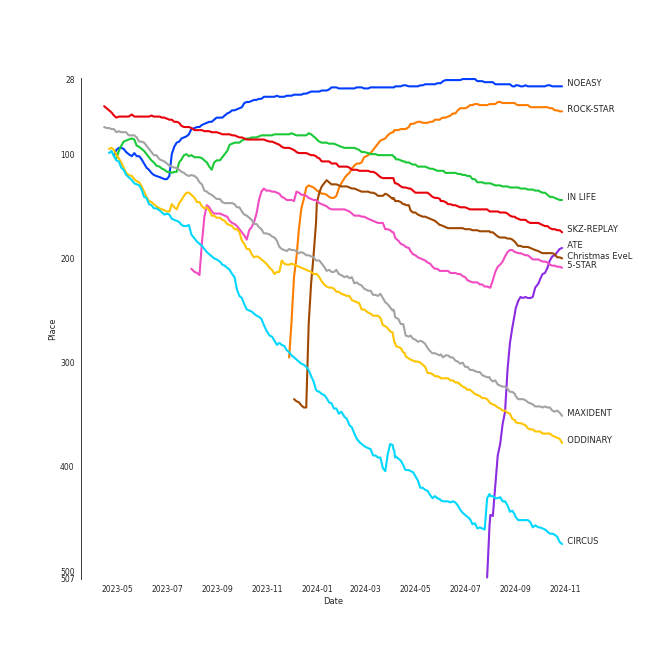 28
100
200
300
400
500
507
Place
2023-05
2023-07
2023-09
2023-11
2024-01
2024-03
2024-05
2024-07
2024-09
2024-11
Date
NOEASY
ROCK-STAR
IN LIFE
SKZ-REPLAY
ATE
Christmas EveL
5-STAR
MAXIDENT
ODDINARY
CIRCUS